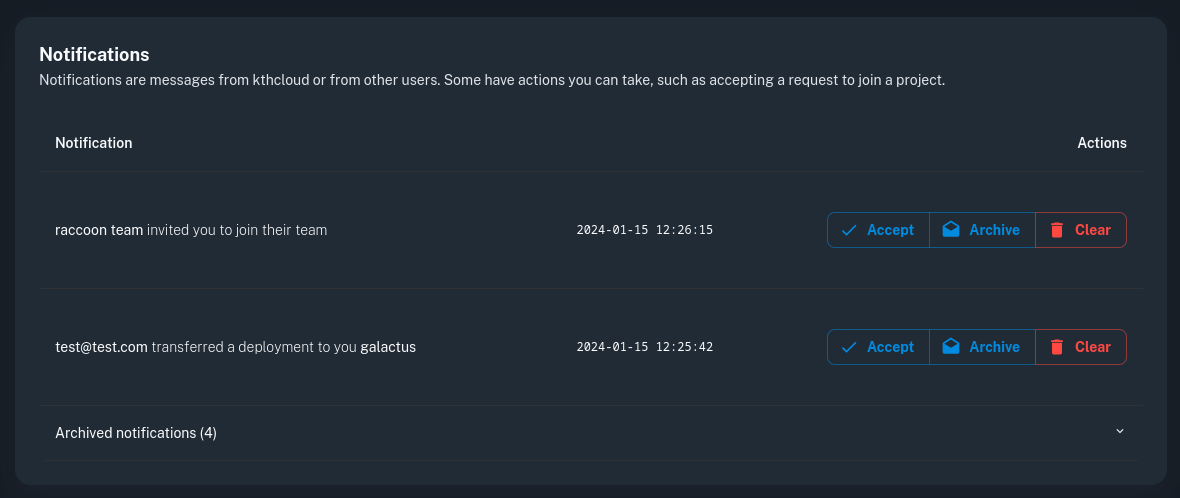 Notifications
Notifications are messages from kthcloud or from other users. Some have actions you can take, such as accepting a request to join a project.
Notification Actions
raccoon team invited you to join their team 2024-01-15 12:26:15 Accept Archive Clear
test@test.com transferred a deployment to you galactus 2024-01-15 12:25:42 Accept Archive Clear
Archived notifications (4)